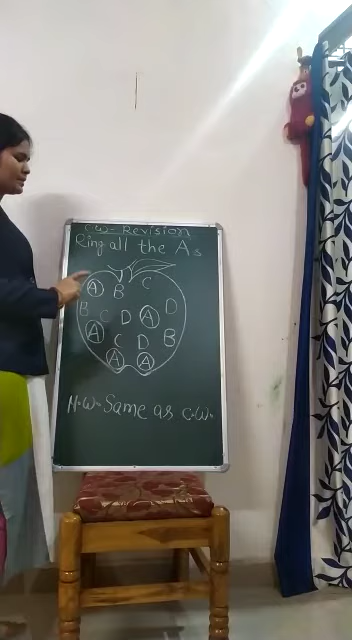 C.W- Revision
Ring all the As
A B C
B C D A D
A C D B
A A
H.W- Same as C.W.